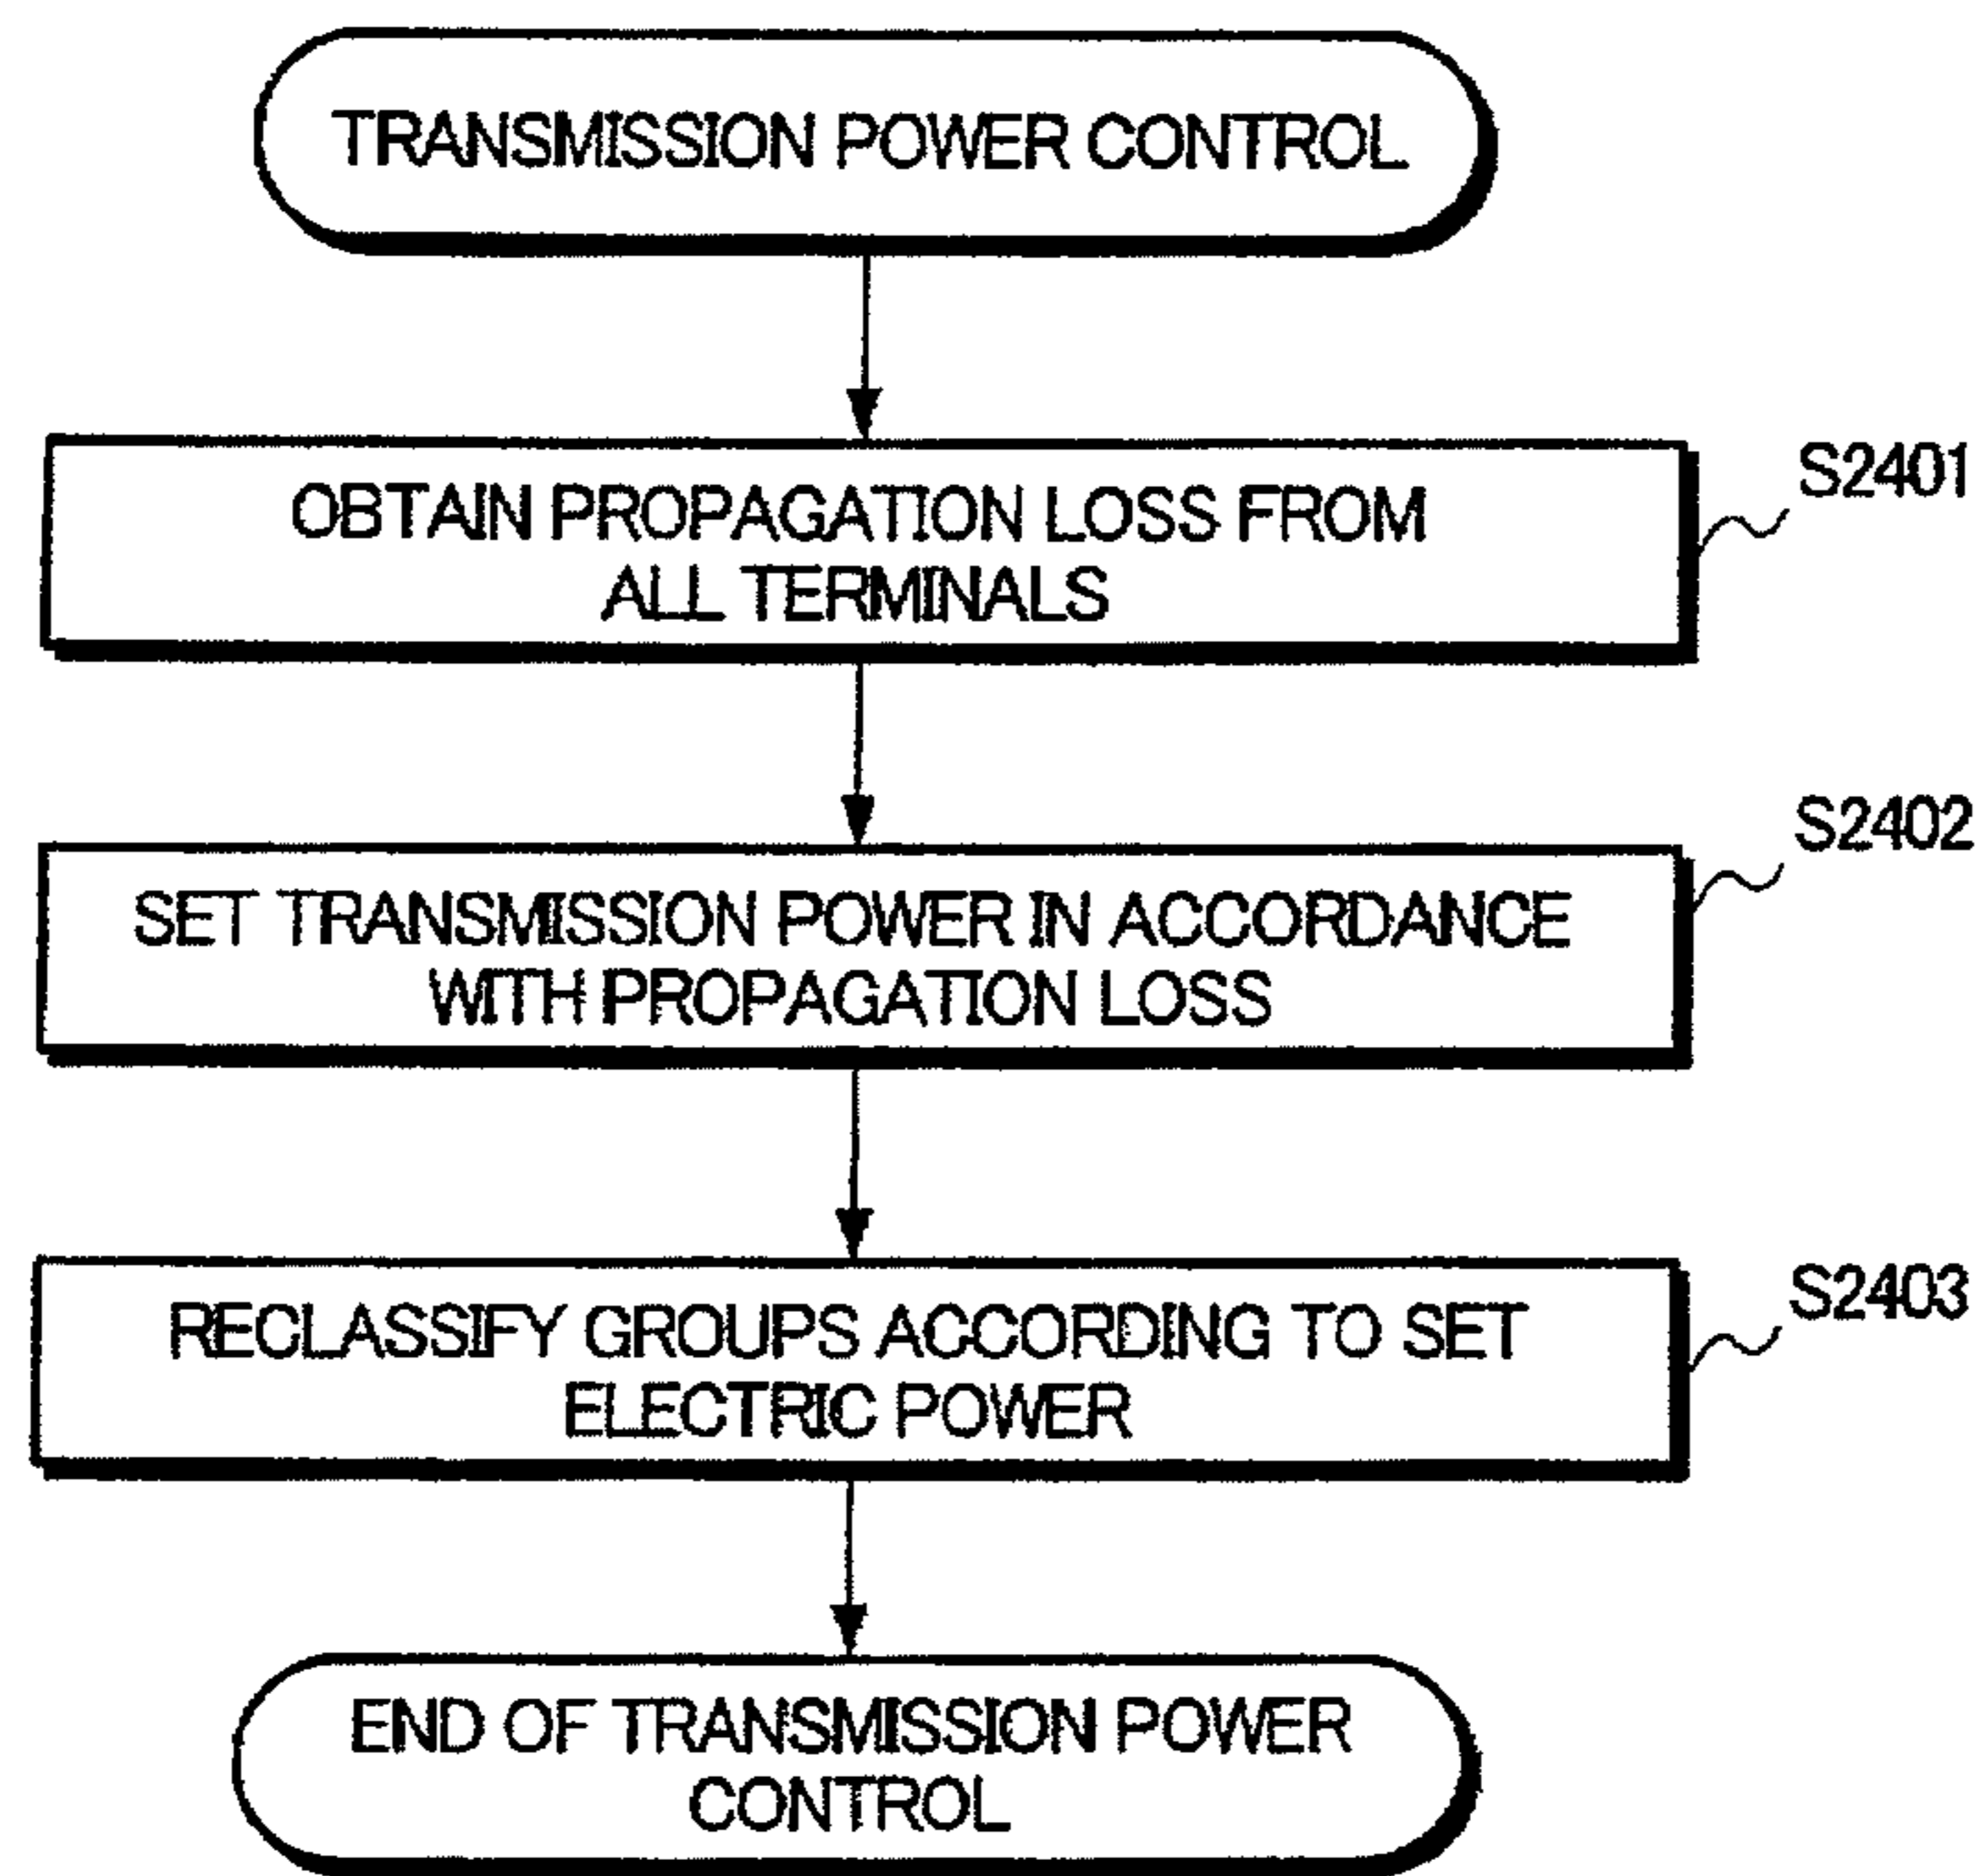 TRANSMISSION POWER CONTROL
OBTAIN PROPAGATION LOSS FROM
ALL TERMINALS
S2401
SET TRANSMISSION POWER IN ACCORDANCE
WITH PROPAGATION LOSS
S2402
RECLASSIFY GROUPS ACCORDING TO SET
ELECTRIC POWER
S2403
END OF TRANSMISSION POWER
CONTROL